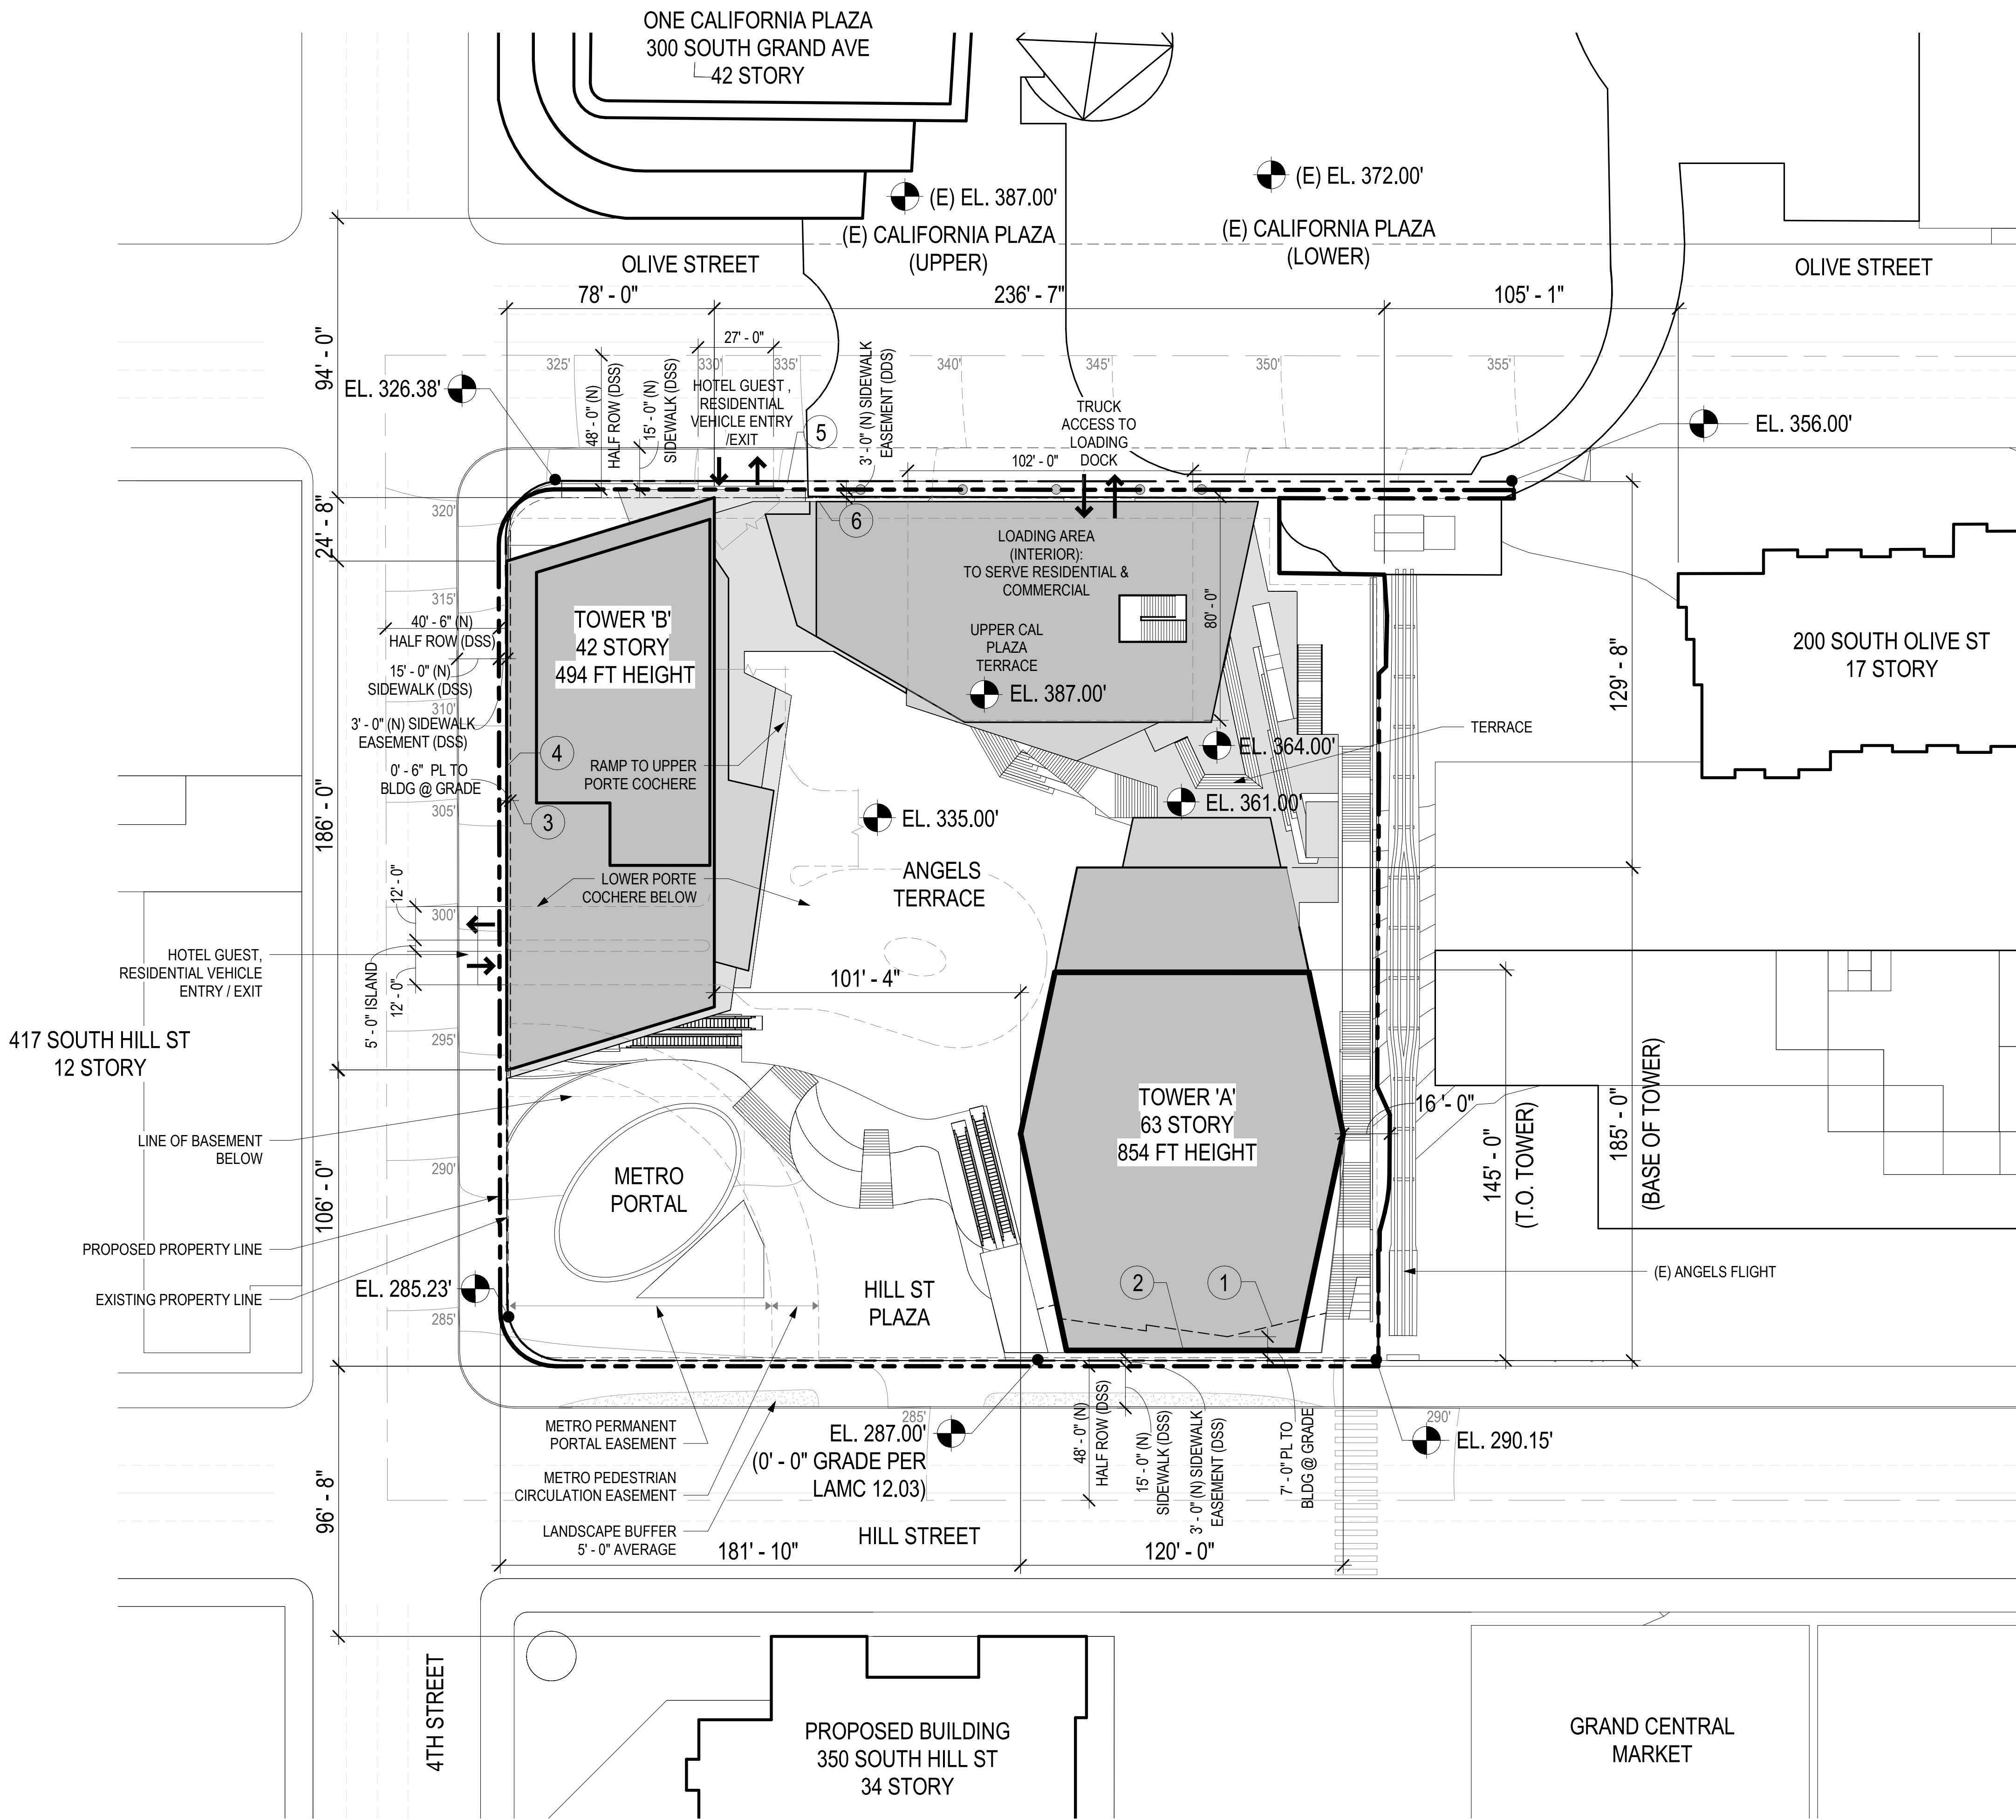 ONE CALIFORNIA PLAZA
300 SOUTH GRAND AVE
42 STORY
(E) EL. 387.00'
(E) CALIFORNIA PLAZA
(UPPER)
(E) EL. 372.00'
(E) CALIFORNIA PLAZA
(LOWER)
OLIVE STREET
OLIVE STREET
78' - 0"
236' - 7"
105' - 1"
94' - 0"
27' - 0"
325'
330'
335'
340'
345'
350'
355'
EL. 326.38'
48' - 0" (N)
HALF ROW (DSS)
15' - 0" (N)
SIDEWALK (DSS)
HOTEL GUEST ,
RESIDENTIAL
VEHICLE ENTRY
/EXIT
5
3' - 0" (N) SIDEWALK
EASEMENT (DDS)
TRUCK
ACCESS TO
LOADING
DOCK
102' - 0"
EL. 356.00'
24' - 8"
320'
6
LOADING AREA
(INTERIOR):
TO SERVE RESIDENTIAL &
COMMERCIAL
80' - 0"
UPPER CAL
PLAZA
TERRACE
EL. 387.00'
315'
40' - 6" (N)
HALF ROW (DSS)
15' - 0" (N)
SIDEWALK (DSS)
310'
3' - 0" (N) SIDEWALK
EASEMENT (DSS)
0' - 6"  PL TO
BLDG @ GRADE
305'
TOWER 'B'
42 STORY
494 FT HEIGHT
4
3
RAMP TO UPPER
PORTE COCHERE
129' - 8"
200 SOUTH OLIVE ST
17 STORY
TERRACE
EL. 364.00'
EL. 361.00'
EL. 335.00'
186' - 0"
ANGELS
TERRACE
LOWER PORTE
COCHERE BELOW
12' - 0"
300'
5' - 0" ISLAND
12' - 0"
HOTEL GUEST,
RESIDENTIAL VEHICLE
ENTRY / EXIT
101' - 4"
295'
417 SOUTH HILL ST
12 STORY
TOWER 'A'
63 STORY
854 FT HEIGHT
16' - 0"
145' - 0"
(T.O. TOWER)
185' - 0"
(BASE OF TOWER)
LINE OF BASEMENT
BELOW
290'
106' - 0"
METRO
PORTAL
PROPOSED PROPERTY LINE
EXISTING PROPERTY LINE
EL. 285.23'
285'
HILL ST
PLAZA
2
1
(E) ANGELS FLIGHT
METRO PERMANENT
PORTAL EASEMENT
METRO PEDESTRIAN
CIRCULATION EASEMENT
LANDSCAPE BUFFER
5' - 0" AVERAGE
285'
EL. 287.00'
(0' - 0" GRADE PER
LAMC 12.03)
48' - 0" (N)
HALF ROW (DSS)
15' - 0" (N)
SIDEWALK (DSS)
3' - 0" (N) SIDEWALK
EASEMENT (DSS)
7' - 0" PL TO
BLDG @ GRADE
290'
EL. 290.15'
96' - 8"
HILL STREET
181' - 10"
120' - 0"
4TH STREET
PROPOSED BUILDING
350 SOUTH HILL ST
34 STORY
GRAND CENTRAL
MARKET